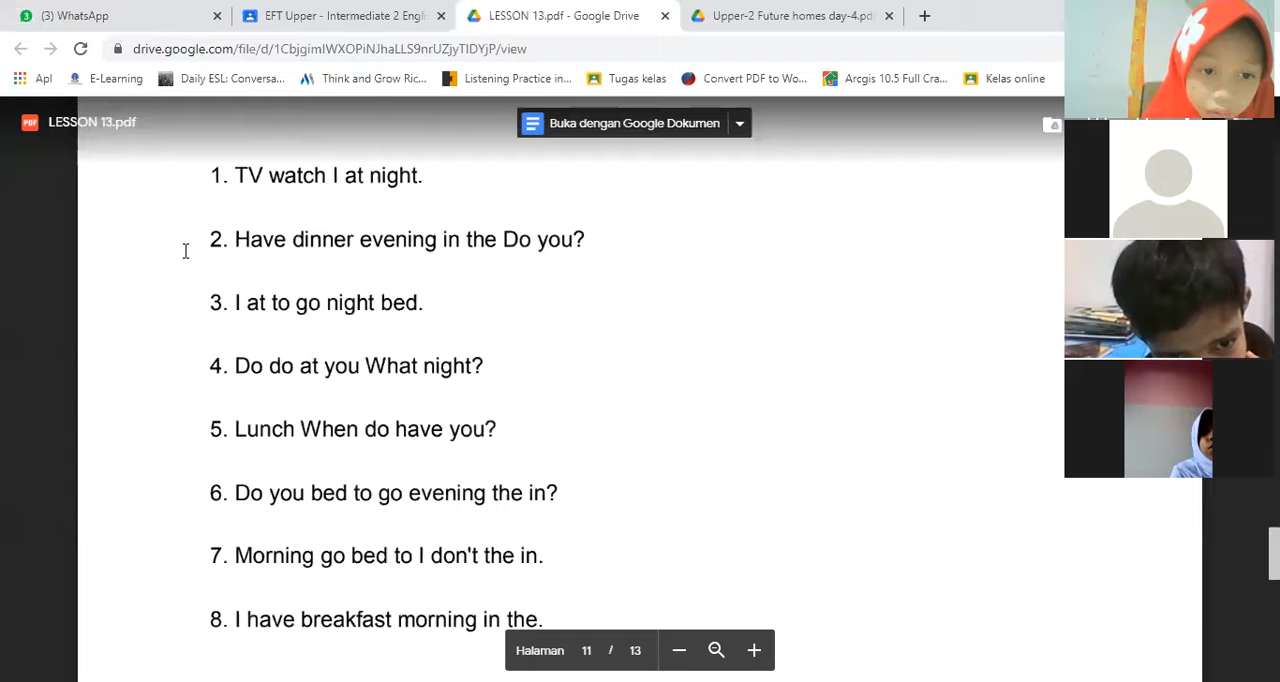 (3) WhatsApp
EFT Upper - Intermediate 2 Engli
LESSON 13.pdf - Google Drive
Upper-2 Future homes day-4.pdf
drive.google.com/file/d/1CbjgimIWXOPiNJhaLLS9nrUZjyTIDYjP/view
Apl
E-Learning
Daily ESL: Conversa...
Think and Grow Ric...
Listening Practice in...
Tugas kelas
Convert PDF to Wo...
Arcgis 10.5 Full Cra...
Kelas online
PDF
LESSON 13.pdf
Buka dengan Google Dokumen
1. TV watch I at night.
2. Have dinner evening in the Do you?
3. I at to go night bed.
4. Do do at you What night?
5. Lunch When do have you?
6. Do you bed to go evening the in?
7. Morning go bed to I don't the in.
8. I have breakfast morning in the.
Halaman 11 / 13